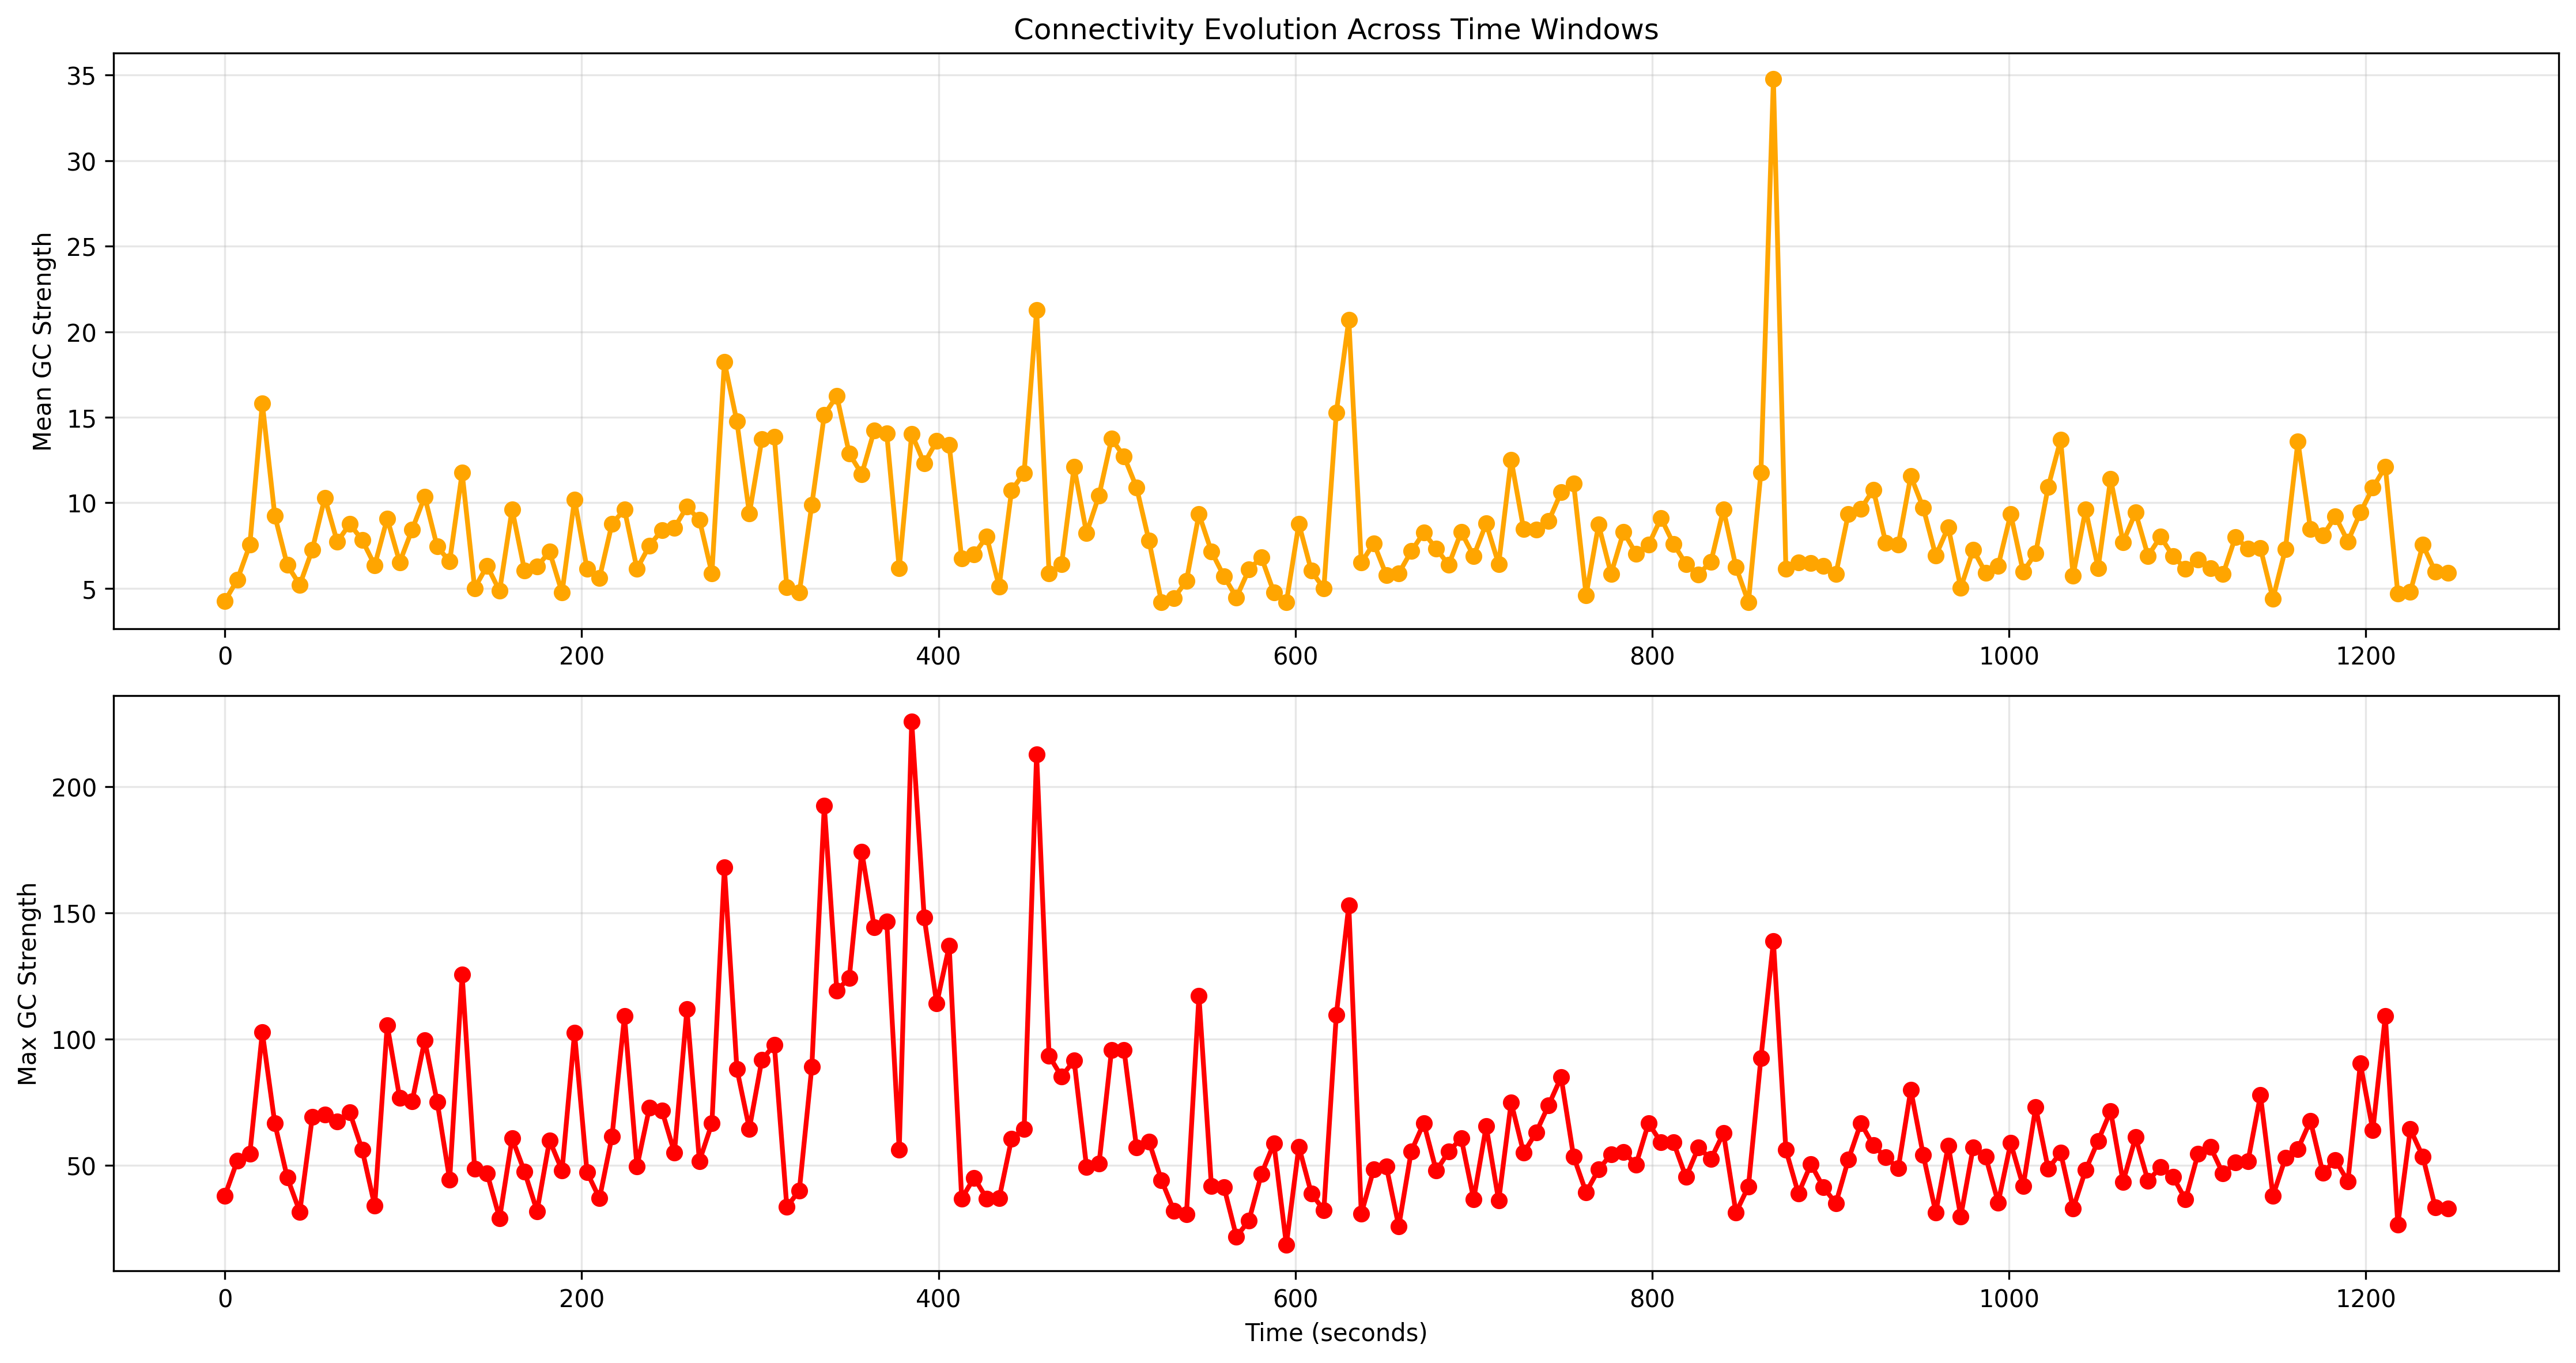 Connectivity Evolution Across Time Windows
Mean GC Strength
35
30
25
20
15
10
5
0 200 400 600 800 1000 1200
Max GC Strength
200
150
100
50
0 200 400 600 800 1000 1200
Time (seconds)